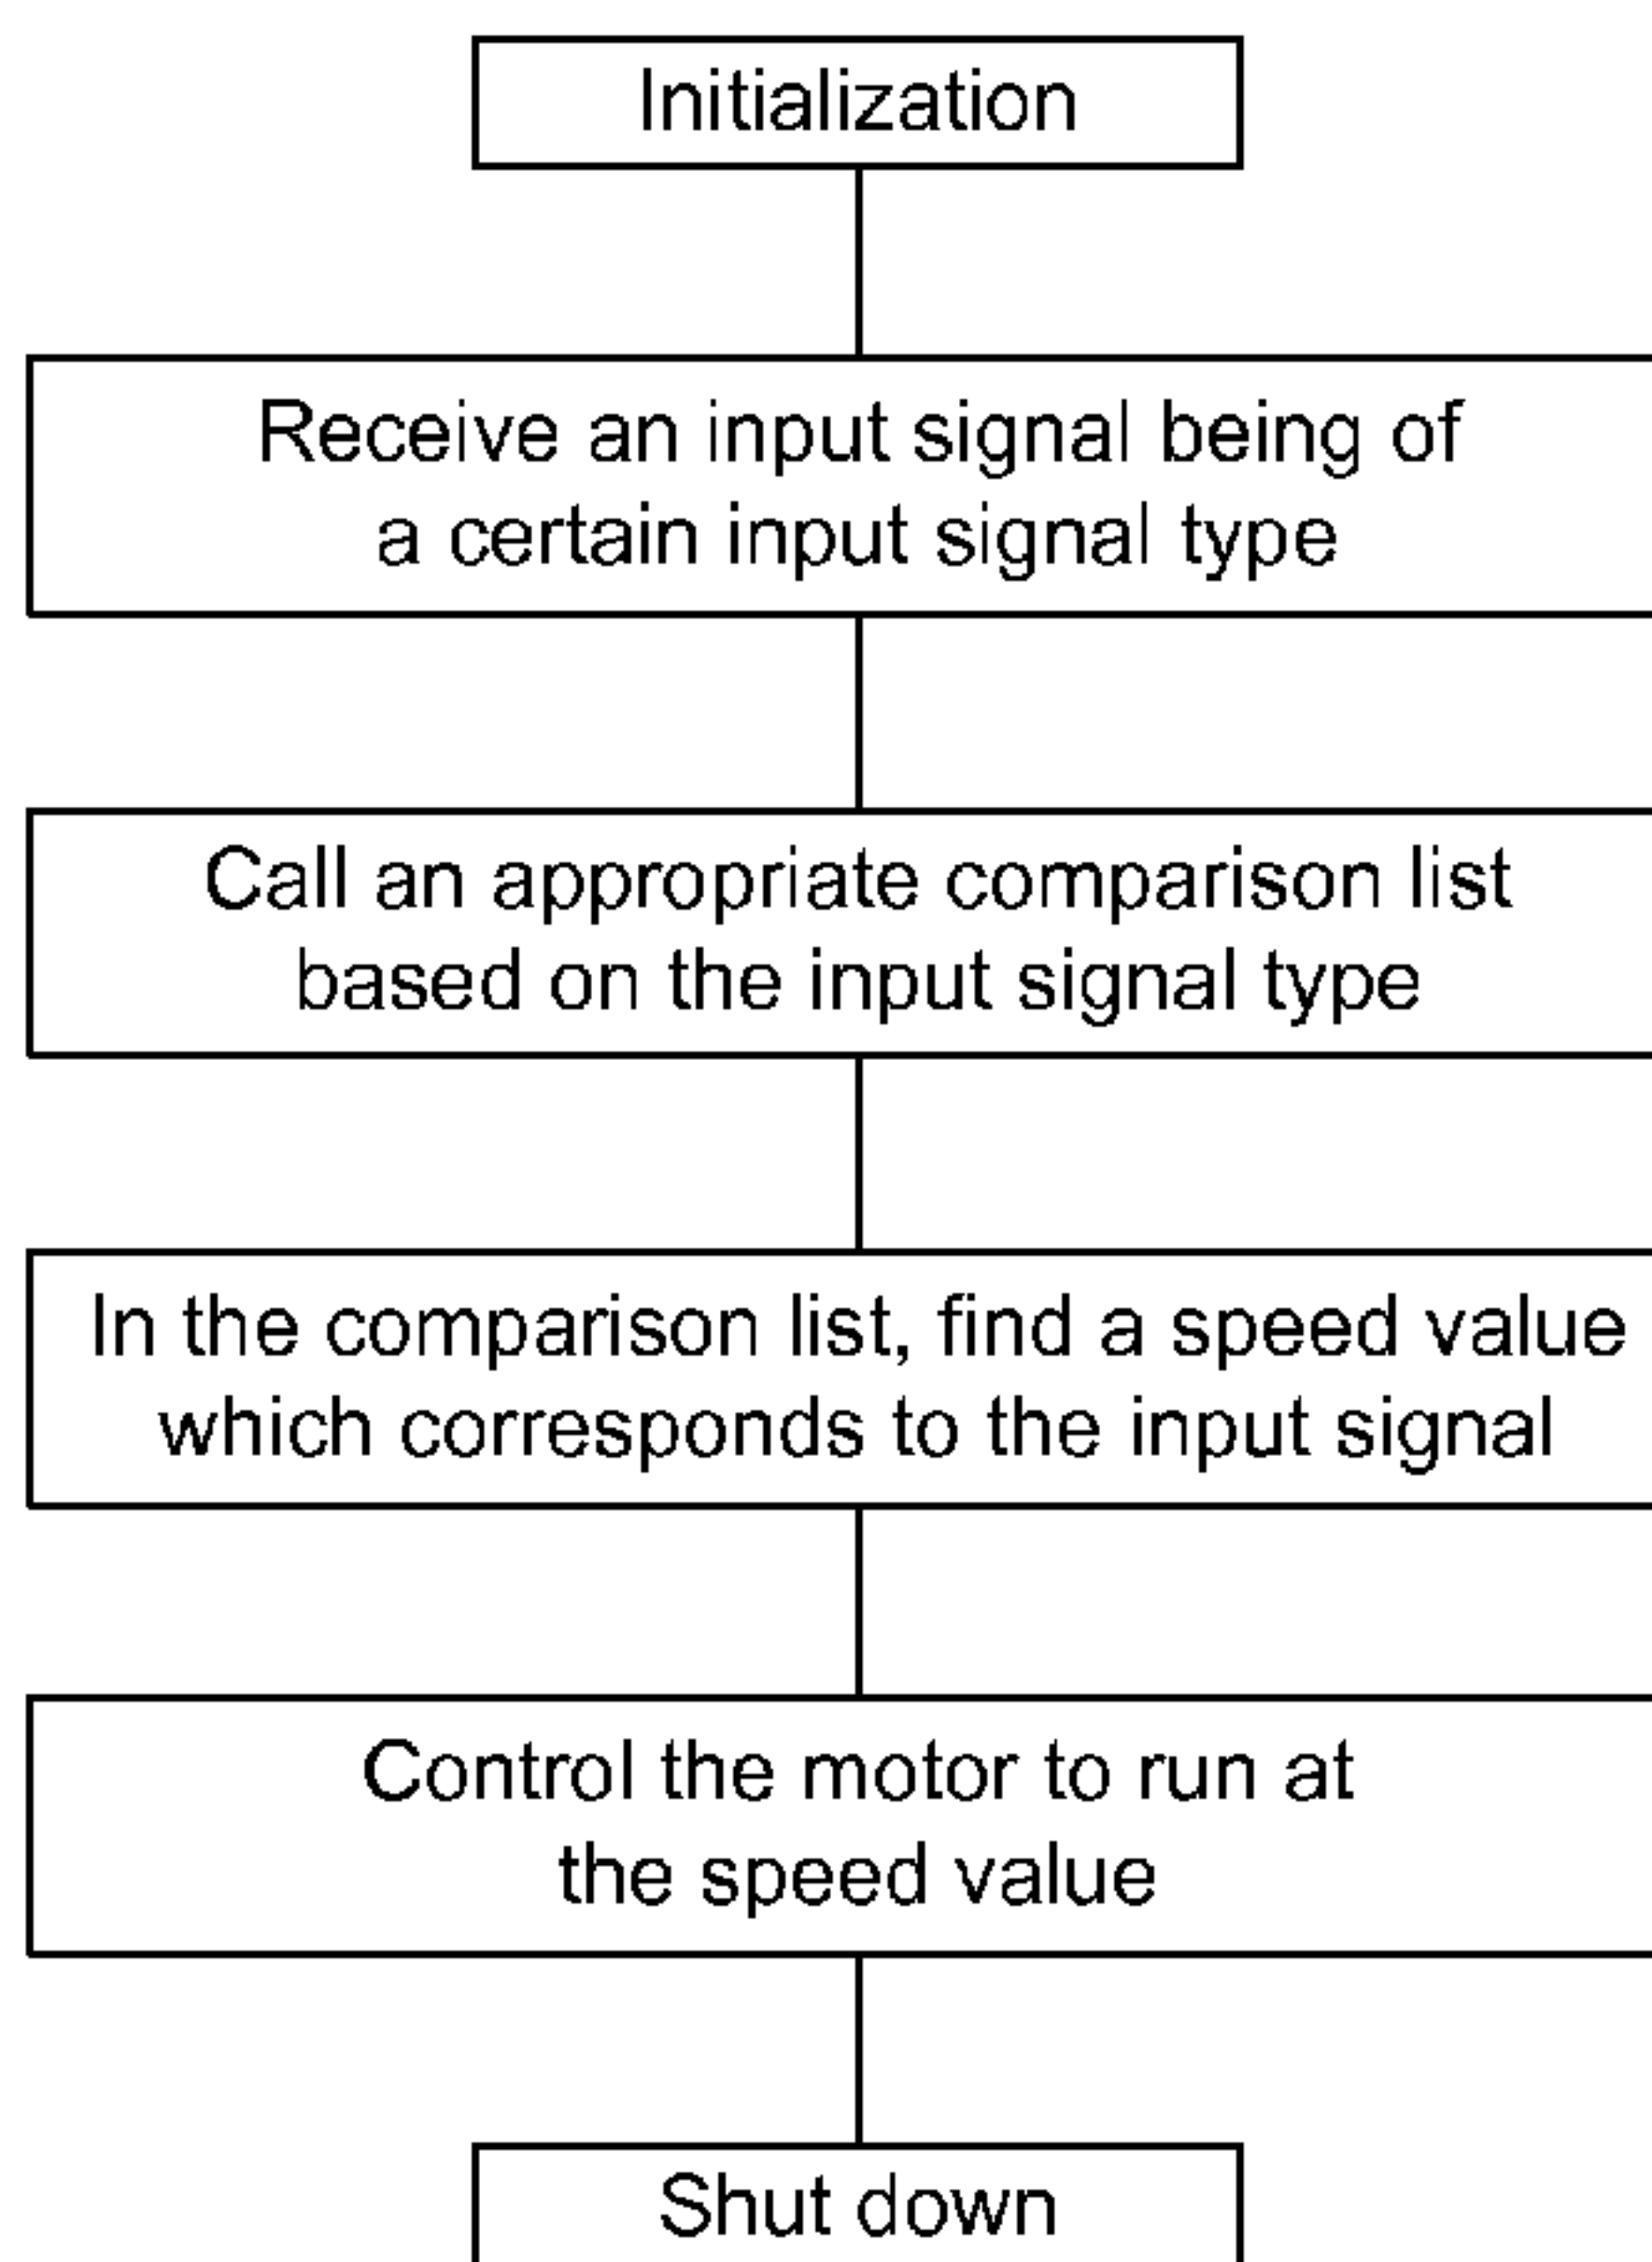 Initialization
Receive an input signal being of
a certain input signal type
Call an appropriate comparison list
based on the input signal type
In the comparison list, find a speed value
which corresponds to the input signal
Control the motor to run at
the speed value
Shut down